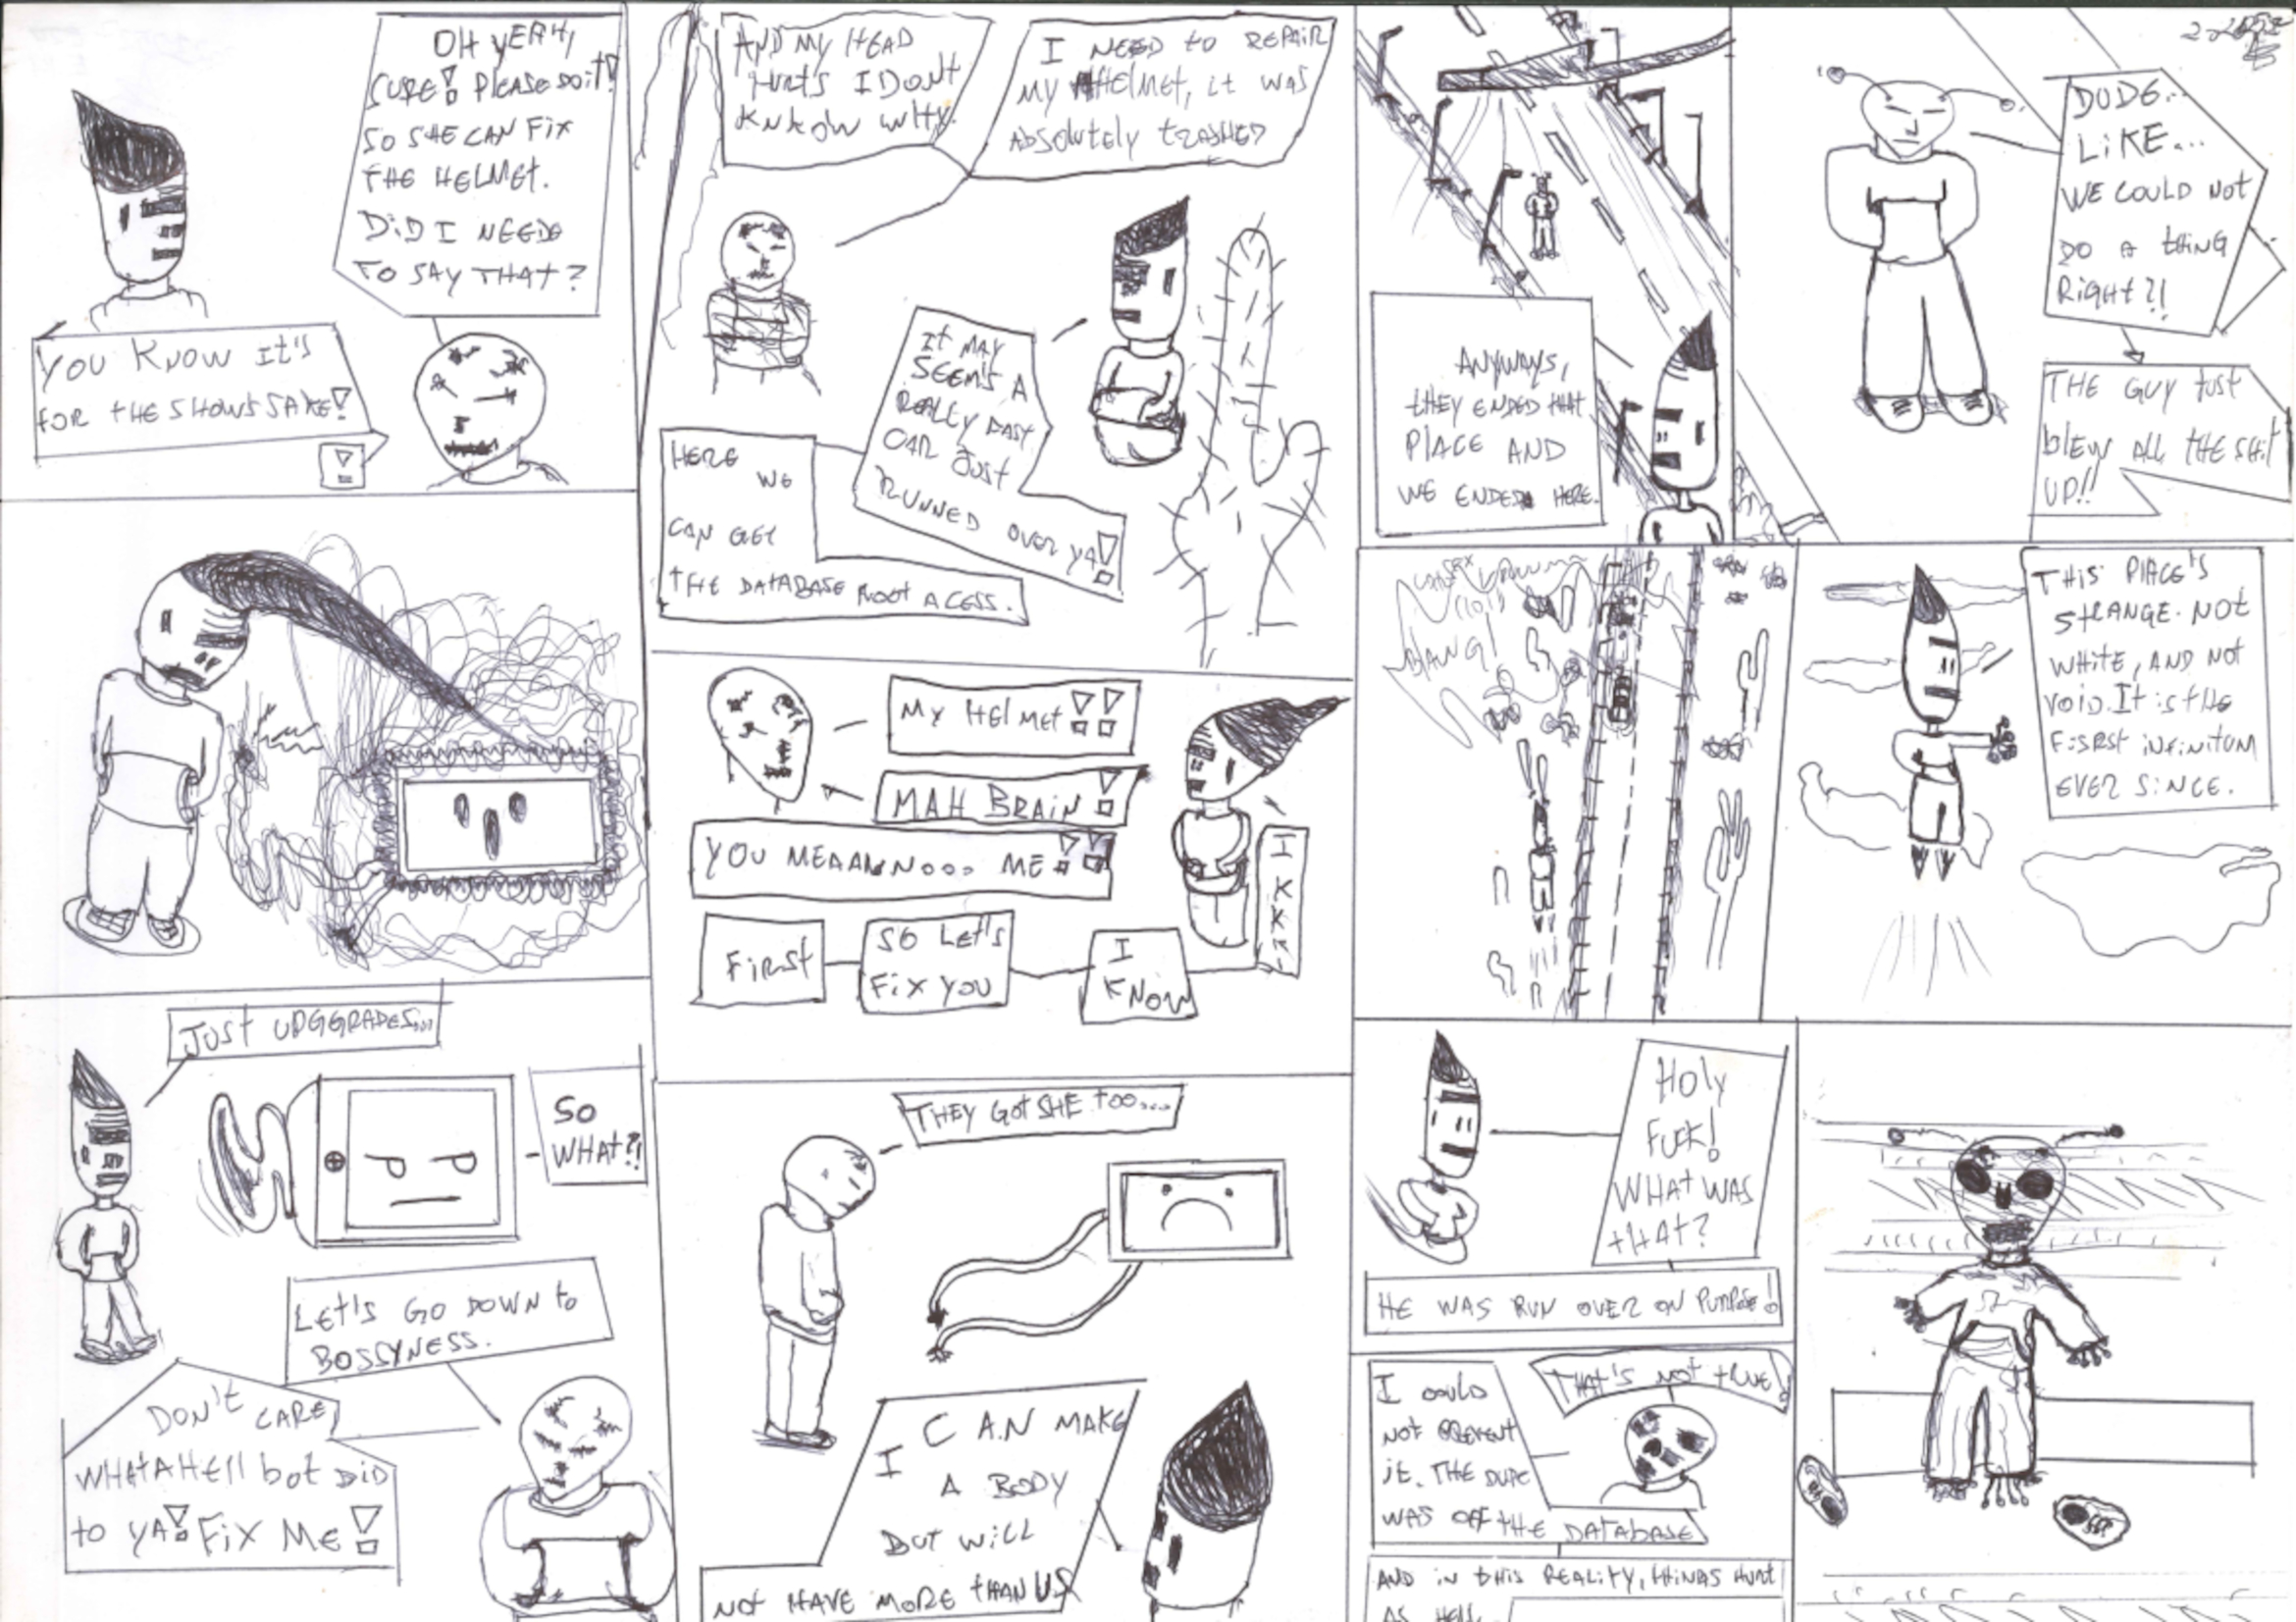 OH YEAH,
SURE! PLEASE DO IT!
SO SHE CAN FIX
THE HELMET.
DID I NEEDE
TO SAY THAT?
YOU KNOW IT'S
FOR THE SHOW'S SAKE!
!
JUST UPGGRADES...
SO
WHAT?!
LET'S GO DOWN TO
BOSSYNESS.
DON'T CARE
WHATAHELL BOT DID
TO YA! FIX ME!
AND MY HEAD
HURTS I DONT
KNKOW WHY.
I NEED TO REPAIR
MY HELMET, IT WAS
ABSOLUTELY TRASHED
IT MAY
SEEMS A
REALLY FAST
CAR JUST
RUNNED OVER YA!
HERE
WE
CAN GET
THE DATABASE ROOT ACESS.
MY HELMET!!
MAH BRAIN!
YOU MEAAANNOOO ME!!
I KKK!
I
KNOW
SO LET'S
FIX YOU
FIRST
THEY GOT SHE TOO...
I CAN MAKE
A BODY
BUT WILL
NOT HAVE MORE THAN US
ANYWAYS,
THEY ENDED THAT
PLACE AND
WE ENDED HERE.
DUDE...
LIKE...
WE COULD NOT
DO A THING
RIGHT?!
THE GUY JUST
BLEW ALL THE SHIT
UP!!
BANG!
THIS PLACE'S
STRANGE. NOT
WHITE, AND NOT
VOID. IT IS THE
FISRST INFINITUM
EVER SINCE.
HOLY
FUCK!
WHAT WAS
THAT?
HE WAS RUN OVER ON PURPOSE!
THAT'S NOT TRUE!
I COULD
NOT PREVENT
IT. THE DUDE
WAS OFF THE DATABASE
AND IN THIS REALITY, THINGS HURT
AS HELL